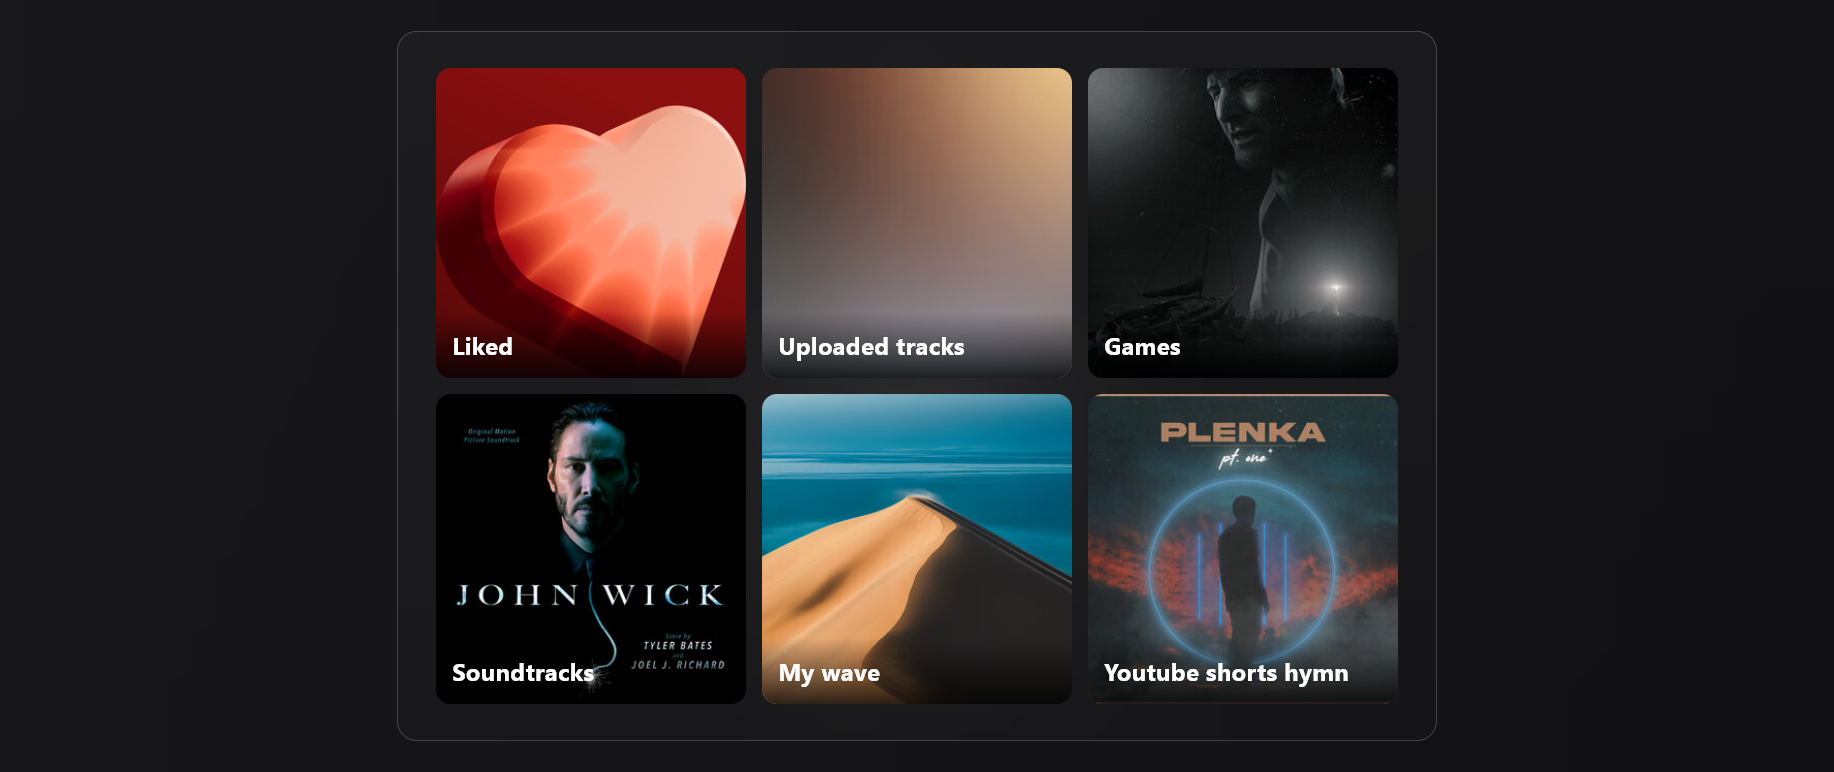 Liked
Uploaded tracks
Games
Original Motion
Picture Soundtrack
JOHN WICK
Score by
TYLER BATES
and
JOEL J. RICHARD
Soundtracks
My wave
PLENKA
pt. one
Youtube shorts hymn